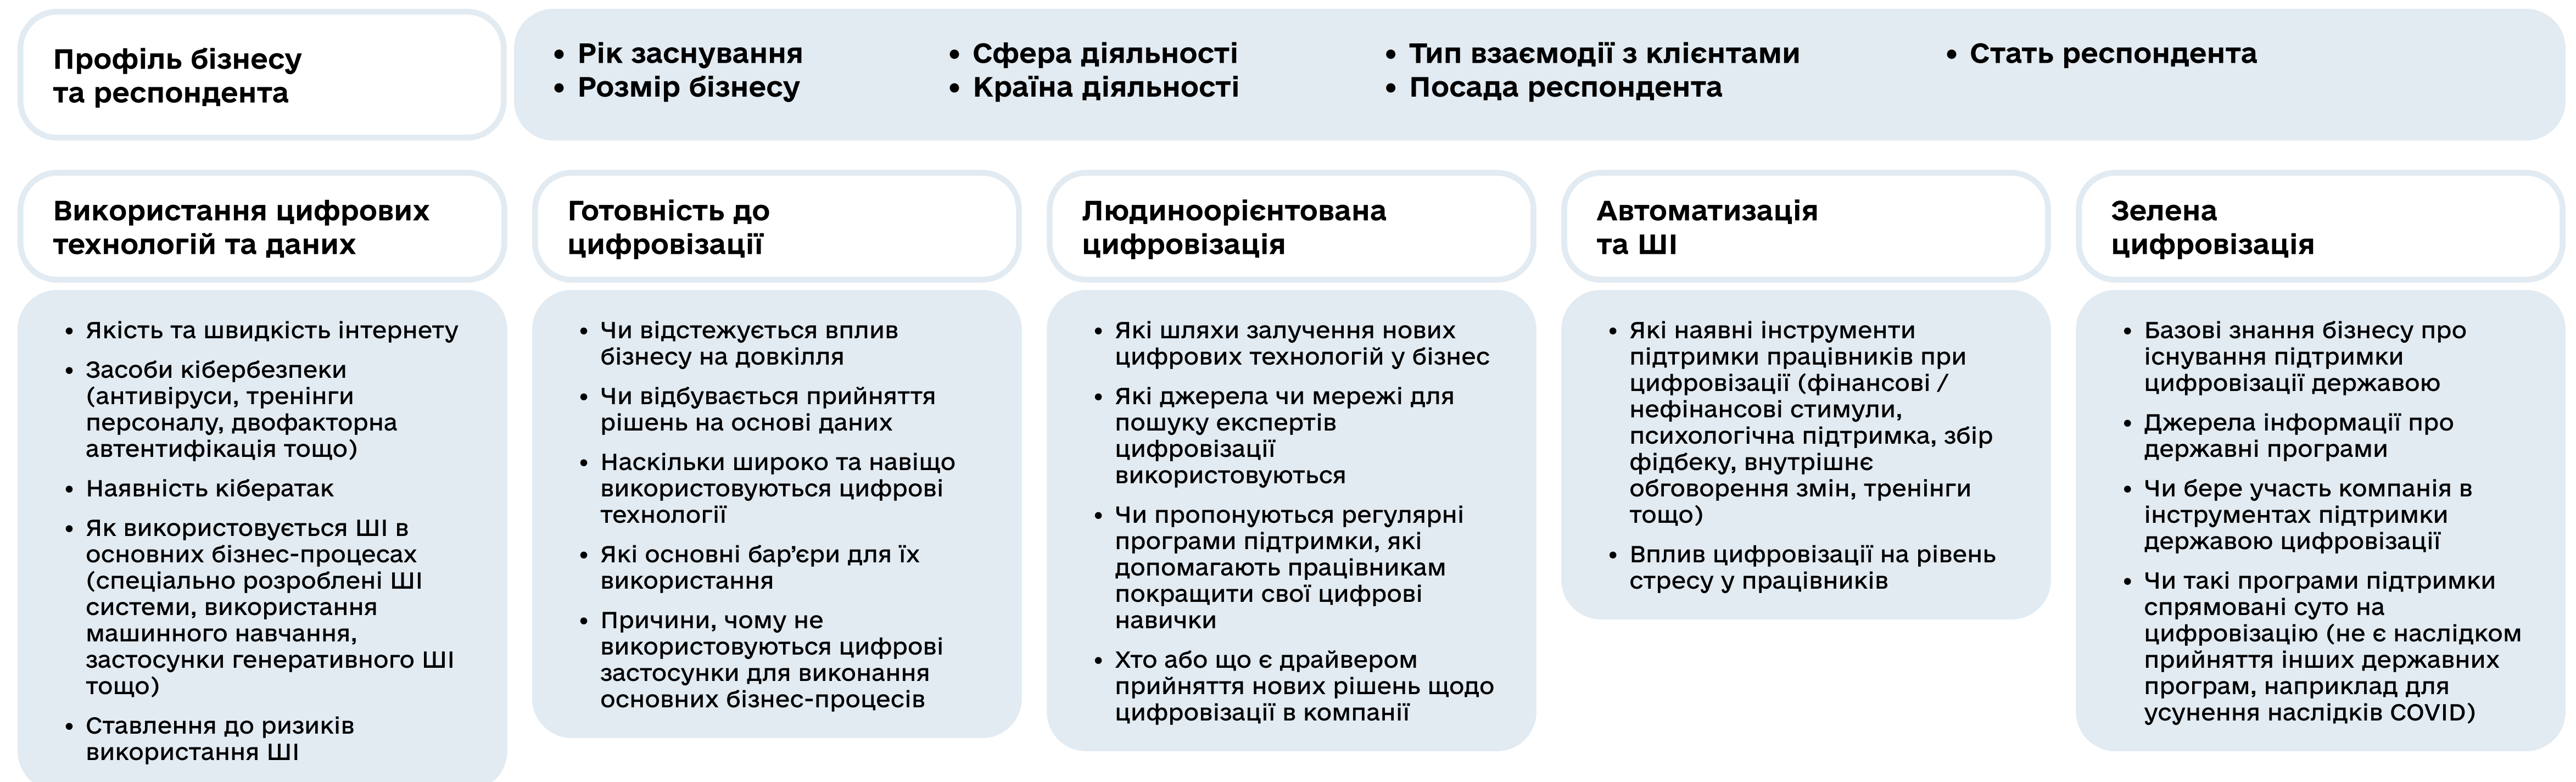 Профіль бізнесу
та респондента
• Рік заснування
• Розмір бізнесу
• Сфера діяльності
• Країна діяльності
• Тип взаємодії з клієнтами
• Посада респондента
• Стать респондента
Використання цифрових
технологій та даних
• Якість та швидкість інтернету
• Засоби кібербезпеки
(антивіруси, тренінги
персоналу, двофакторна
автентифікація тощо)
• Наявність кібератак
• Як використовується ШІ в
основних бізнес-процесах
(спеціально розроблені ШІ
системи, використання
машинного навчання,
застосунки генеративного ШІ
тощо)
• Ставлення до ризиків
використання ШІ
Готовність до
цифровізації
• Чи відстежується вплив
бізнесу на довкілля
• Чи відбувається прийняття
рішень на основі даних
• Наскільки широко та навіщо
використовуються цифрові
технології
• Які основні бар’єри для їх
використання
• Причини, чому не
використовуються цифрові
застосунки для виконання
основних бізнес-процесів
Людиноорієнтована
цифровізація
• Які шляхи залучення нових
цифрових технологій у бізнес
• Які джерела чи мережі для
пошуку експертів
цифровізації
використовуються
• Чи пропонуються регулярні
програми підтримки, які
допомагають працівникам
покращити свої цифрові
навички
• Хто або що є драйвером
прийняття нових рішень щодо
цифровізації в компанії
Автоматизація
та ШІ
• Які наявні інструменти
підтримки працівників при
цифровізації (фінансові /
нефінансові стимули,
психологічна підтримка, збір
фідбеку, внутрішнє
обговорення змін, тренінги
тощо)
• Вплив цифровізації на рівень
стресу у працівників
Зелена
цифровізація
• Базові знання бізнесу про
існування підтримки
цифровізації державою
• Джерела інформації про
державні програми
• Чи бере участь компанія в
інструментах підтримки
державою цифровізації
• Чи такі програми підтримки
спрямовані суто на
цифровізацію (не є наслідком
прийняття інших державних
програм, наприклад для
усунення наслідків COVID)